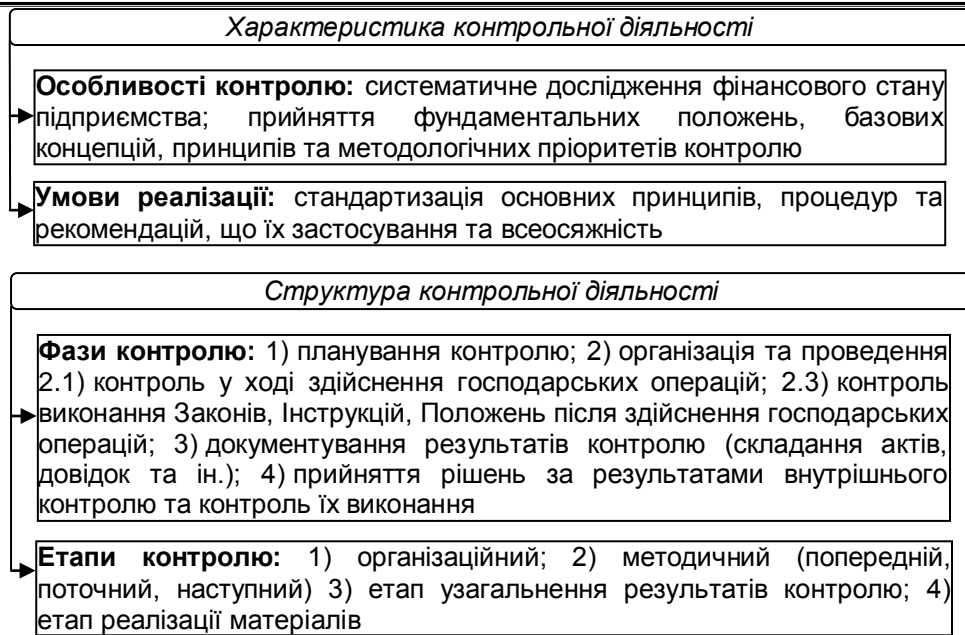 Характеристика контрольної діяльності
Особливості контролю: систематичне дослідження фінансового стану
підприємства; прийняття фундаментальних положень, базових
концепцій, принципів та методологічних пріоритетів контролю
Умови реалізації: стандартизація основних принципів, процедур та
рекомендацій, що їх застосування та всеосяжність
Структура контрольної діяльності
Фази контролю: 1) планування контролю; 2) організація та проведення
2.1) контроль у ході здійснення господарських операцій; 2.3) контроль
виконання Законів, Інструкцій, Положень після здійснення господарських
операцій; 3) документування результатів контролю (складання актів,
довідок та ін.); 4) прийняття рішень за результатами внутрішнього
контролю та контроль їх виконання
Етапи контролю: 1) організаційний; 2) методичний (попередній,
поточний, наступний) 3) етап узагальнення результатів контролю; 4)
етап реалізації матеріалів